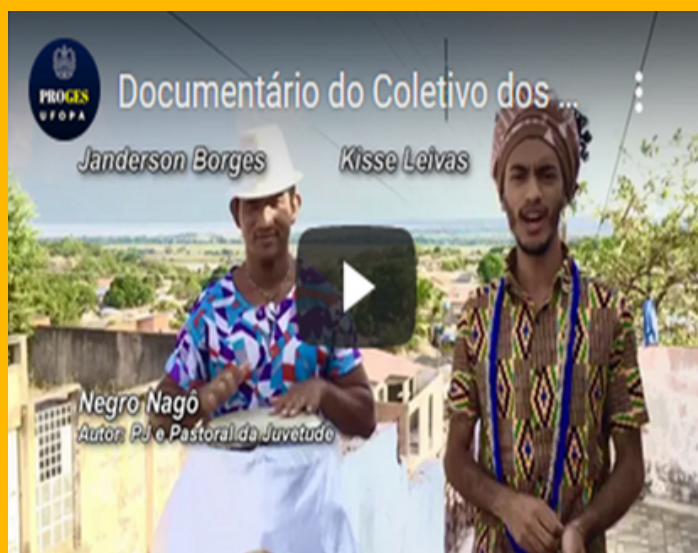 PROGES
UFOPA
Documentário do Coletivo dos ...
Janderson Borges
Kisse Leivas
Negro Nagô
Autor: PJ e Pastoral da Juvetude